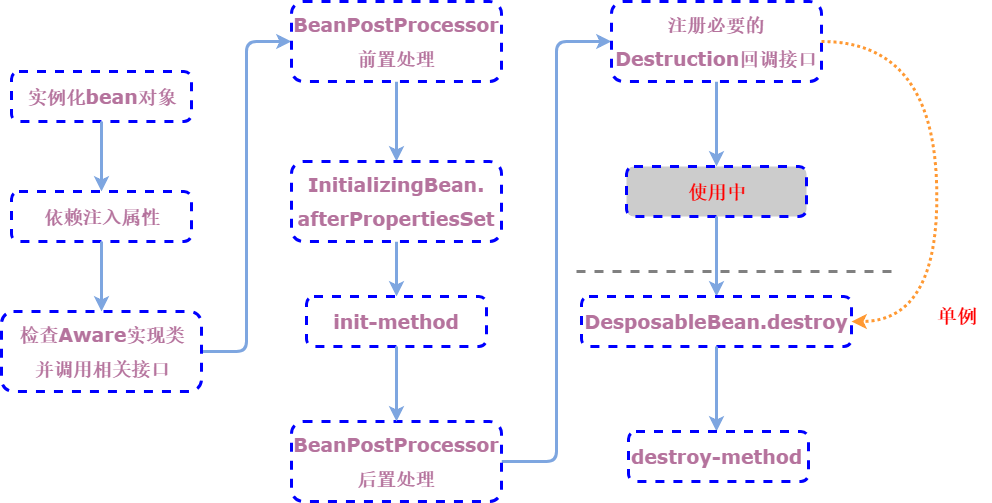 实例化bean对象
依赖注入属性
检查Aware实现类
并调用相关接口
BeanPostProcessor
前置处理
InitializingBean.
afterPropertiesSet
init-method
BeanPostProcessor
后置处理
注册必要的
Destruction回调接口
使用中
DesposableBean.destroy
单例
destroy-method